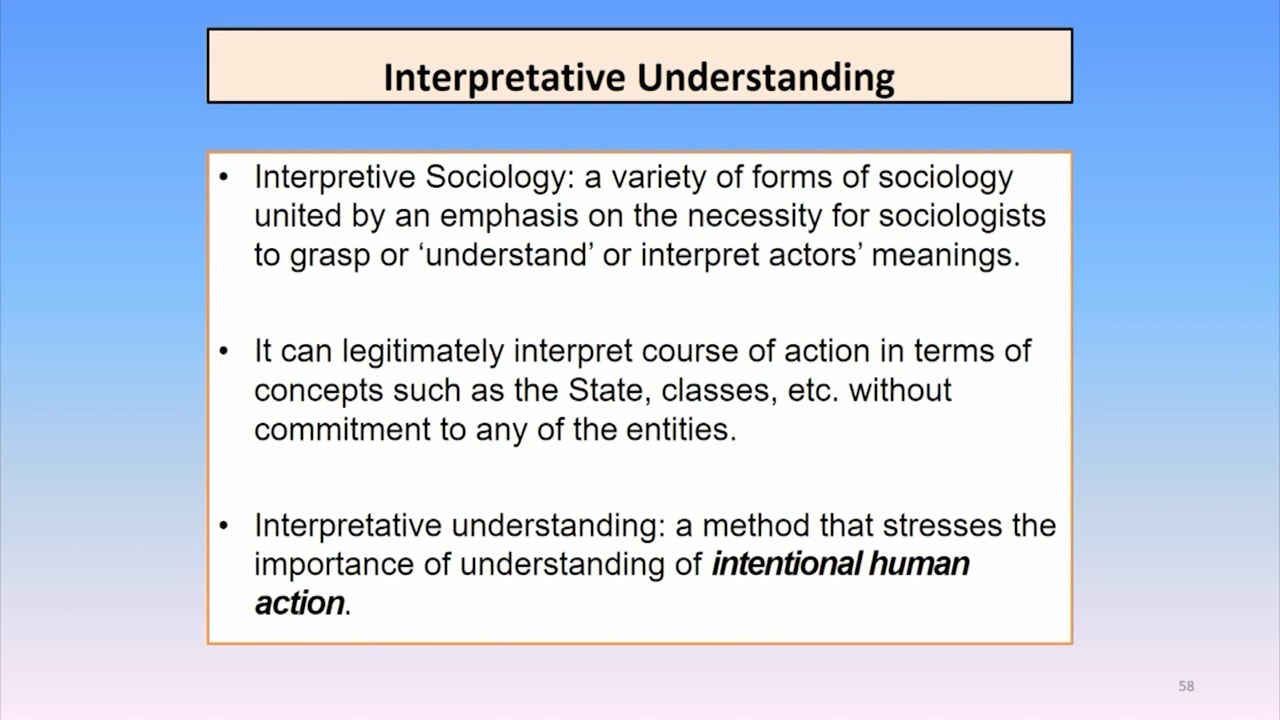 Interpretative Understanding
• Interpretive Sociology: a variety of forms of sociology
united by an emphasis on the necessity for sociologists
to grasp or ‘understand’ or interpret actors’ meanings.
• It can legitimately interpret course of action in terms of
concepts such as the State, classes, etc. without
commitment to any of the entities.
• Interpretative understanding: a method that stresses the
importance of understanding of intentional human
action.
58